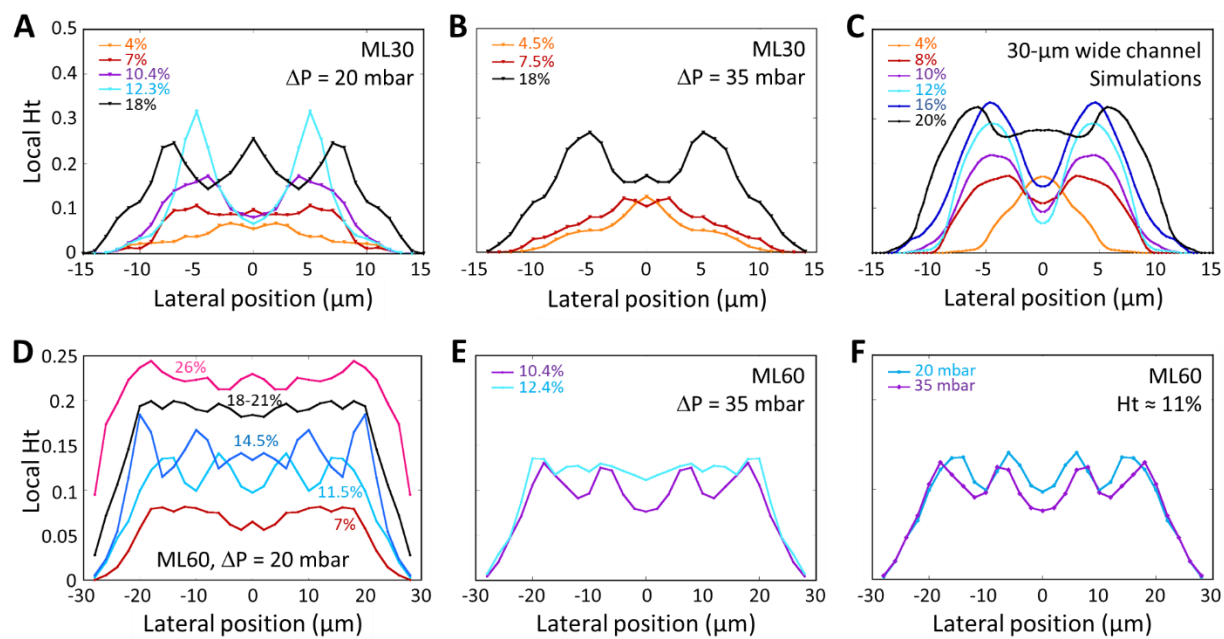 A
4%
7%
10.4%
12.3%
18%
ML30
ΔP = 20 mbar
0.5
0.4
0.3
0.2
0.1
0
Local Ht
-15
-10
-5
0
5
10
15
Lateral position (μm)
B
4.5%
7.5%
18%
ML30
ΔP = 35 mbar
-15
-10
-5
0
5
10
15
Lateral position (μm)
C
4%
8%
10%
12%
16%
20%
30-μm wide channel
Simulations
-15
-10
-5
0
5
10
15
Lateral position (μm)
D
26%
18-21%
14.5%
11.5%
7%
ML60, ΔP = 20 mbar
0.25
0.2
0.15
0.1
0.05
0
Local Ht
-30
-20
-10
0
10
20
30
Lateral position (μm)
E
10.4%
12.4%
ML60
ΔP = 35 mbar
-30
-20
-10
0
10
20
30
Lateral position (μm)
F
20 mbar
35 mbar
ML60
Ht ≈ 11%
-30
-20
-10
0
10
20
30
Lateral position (μm)